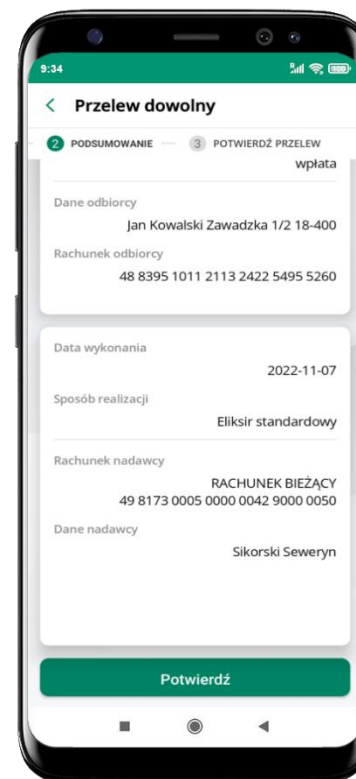 9:34
Przelew dowolny
2 PODSUMOWANIE 3 POTWIERDŹ PRZELEW
wpłata
Dane odbiorcy
Jan Kowalski Zawadzka 1/2 18-400
Rachunek odbiorcy
48 8395 1011 2113 2422 5495 5260
Data wykonania
2022-11-07
Sposób realizacji
Eliksir standardowy
Rachunek nadawcy
RACHUNEK BIEŻĄCY
49 8173 0005 0000 0042 9000 0050
Dane nadawcy
Sikorski Seweryn
Potwierdź